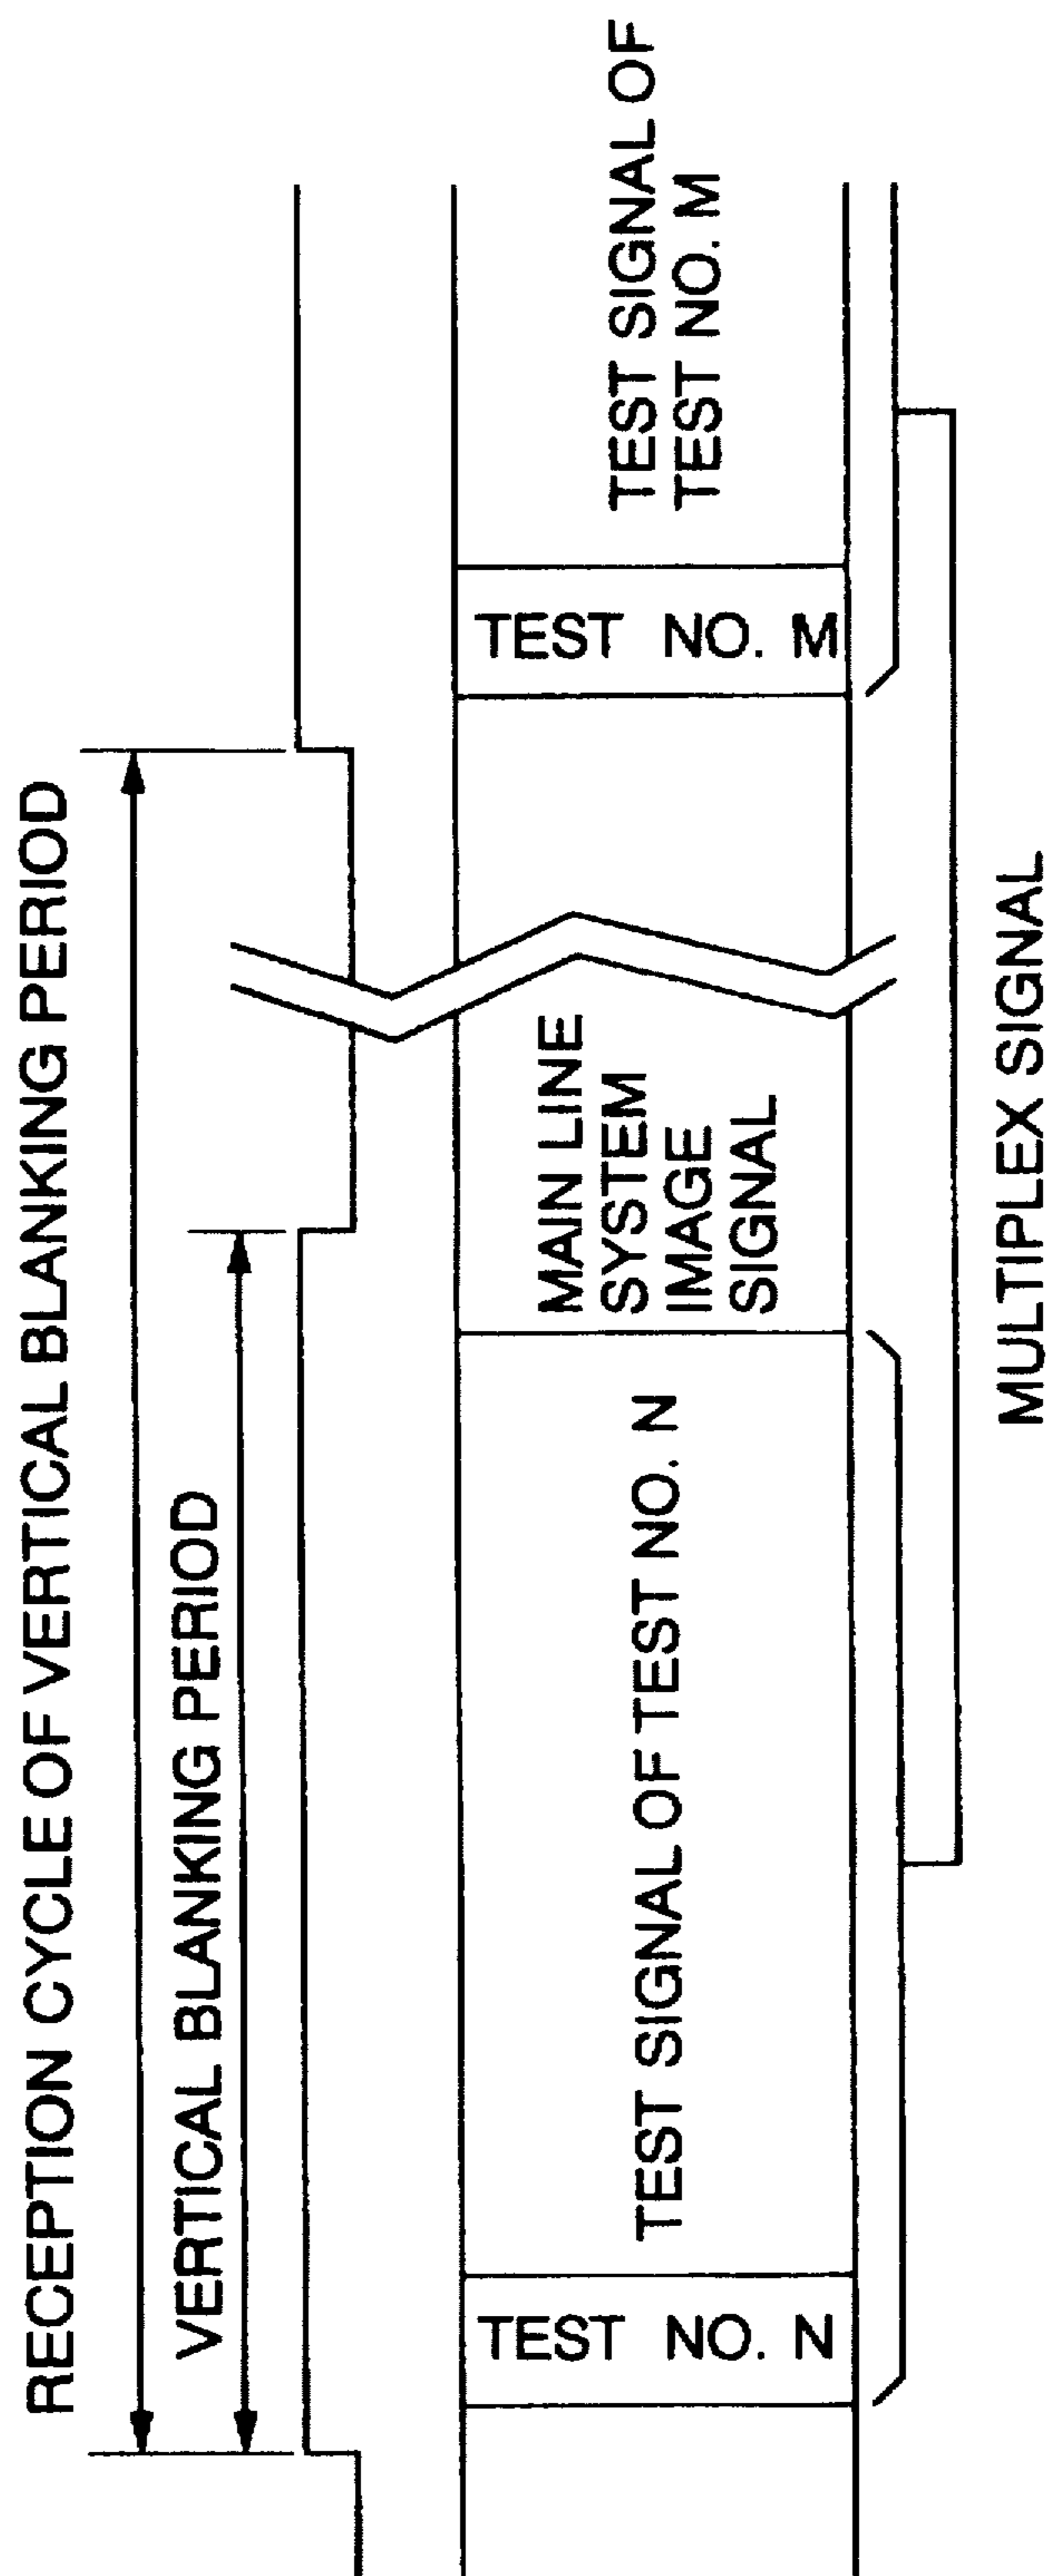 RECEPTION CYCLE OF VERTICAL BLANKING PERIOD
VERTICAL BLANKING PERIOD
TEST NO. N
TEST SIGNAL OF TEST NO. N
MAIN LINE
SYSTEM
IMAGE
SIGNAL
TEST NO. M
TEST SIGNAL OF
TEST NO. M
MULTIPLEX SIGNAL